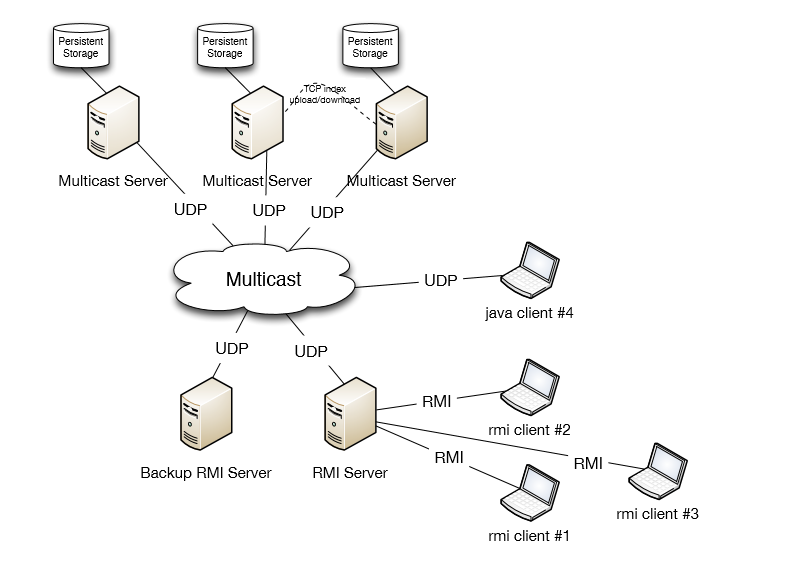 Persistent
Storage
Persistent
Storage
Persistent
Storage
TCP index
upload/download
Multicast Server
Multicast Server
Multicast Server
UDP
UDP
UDP
Multicast
UDP
java client #4
UDP
UDP
RMI
rmi client #2
Backup RMI Server
RMI Server
RMI
RMI
rmi client #3
rmi client #1